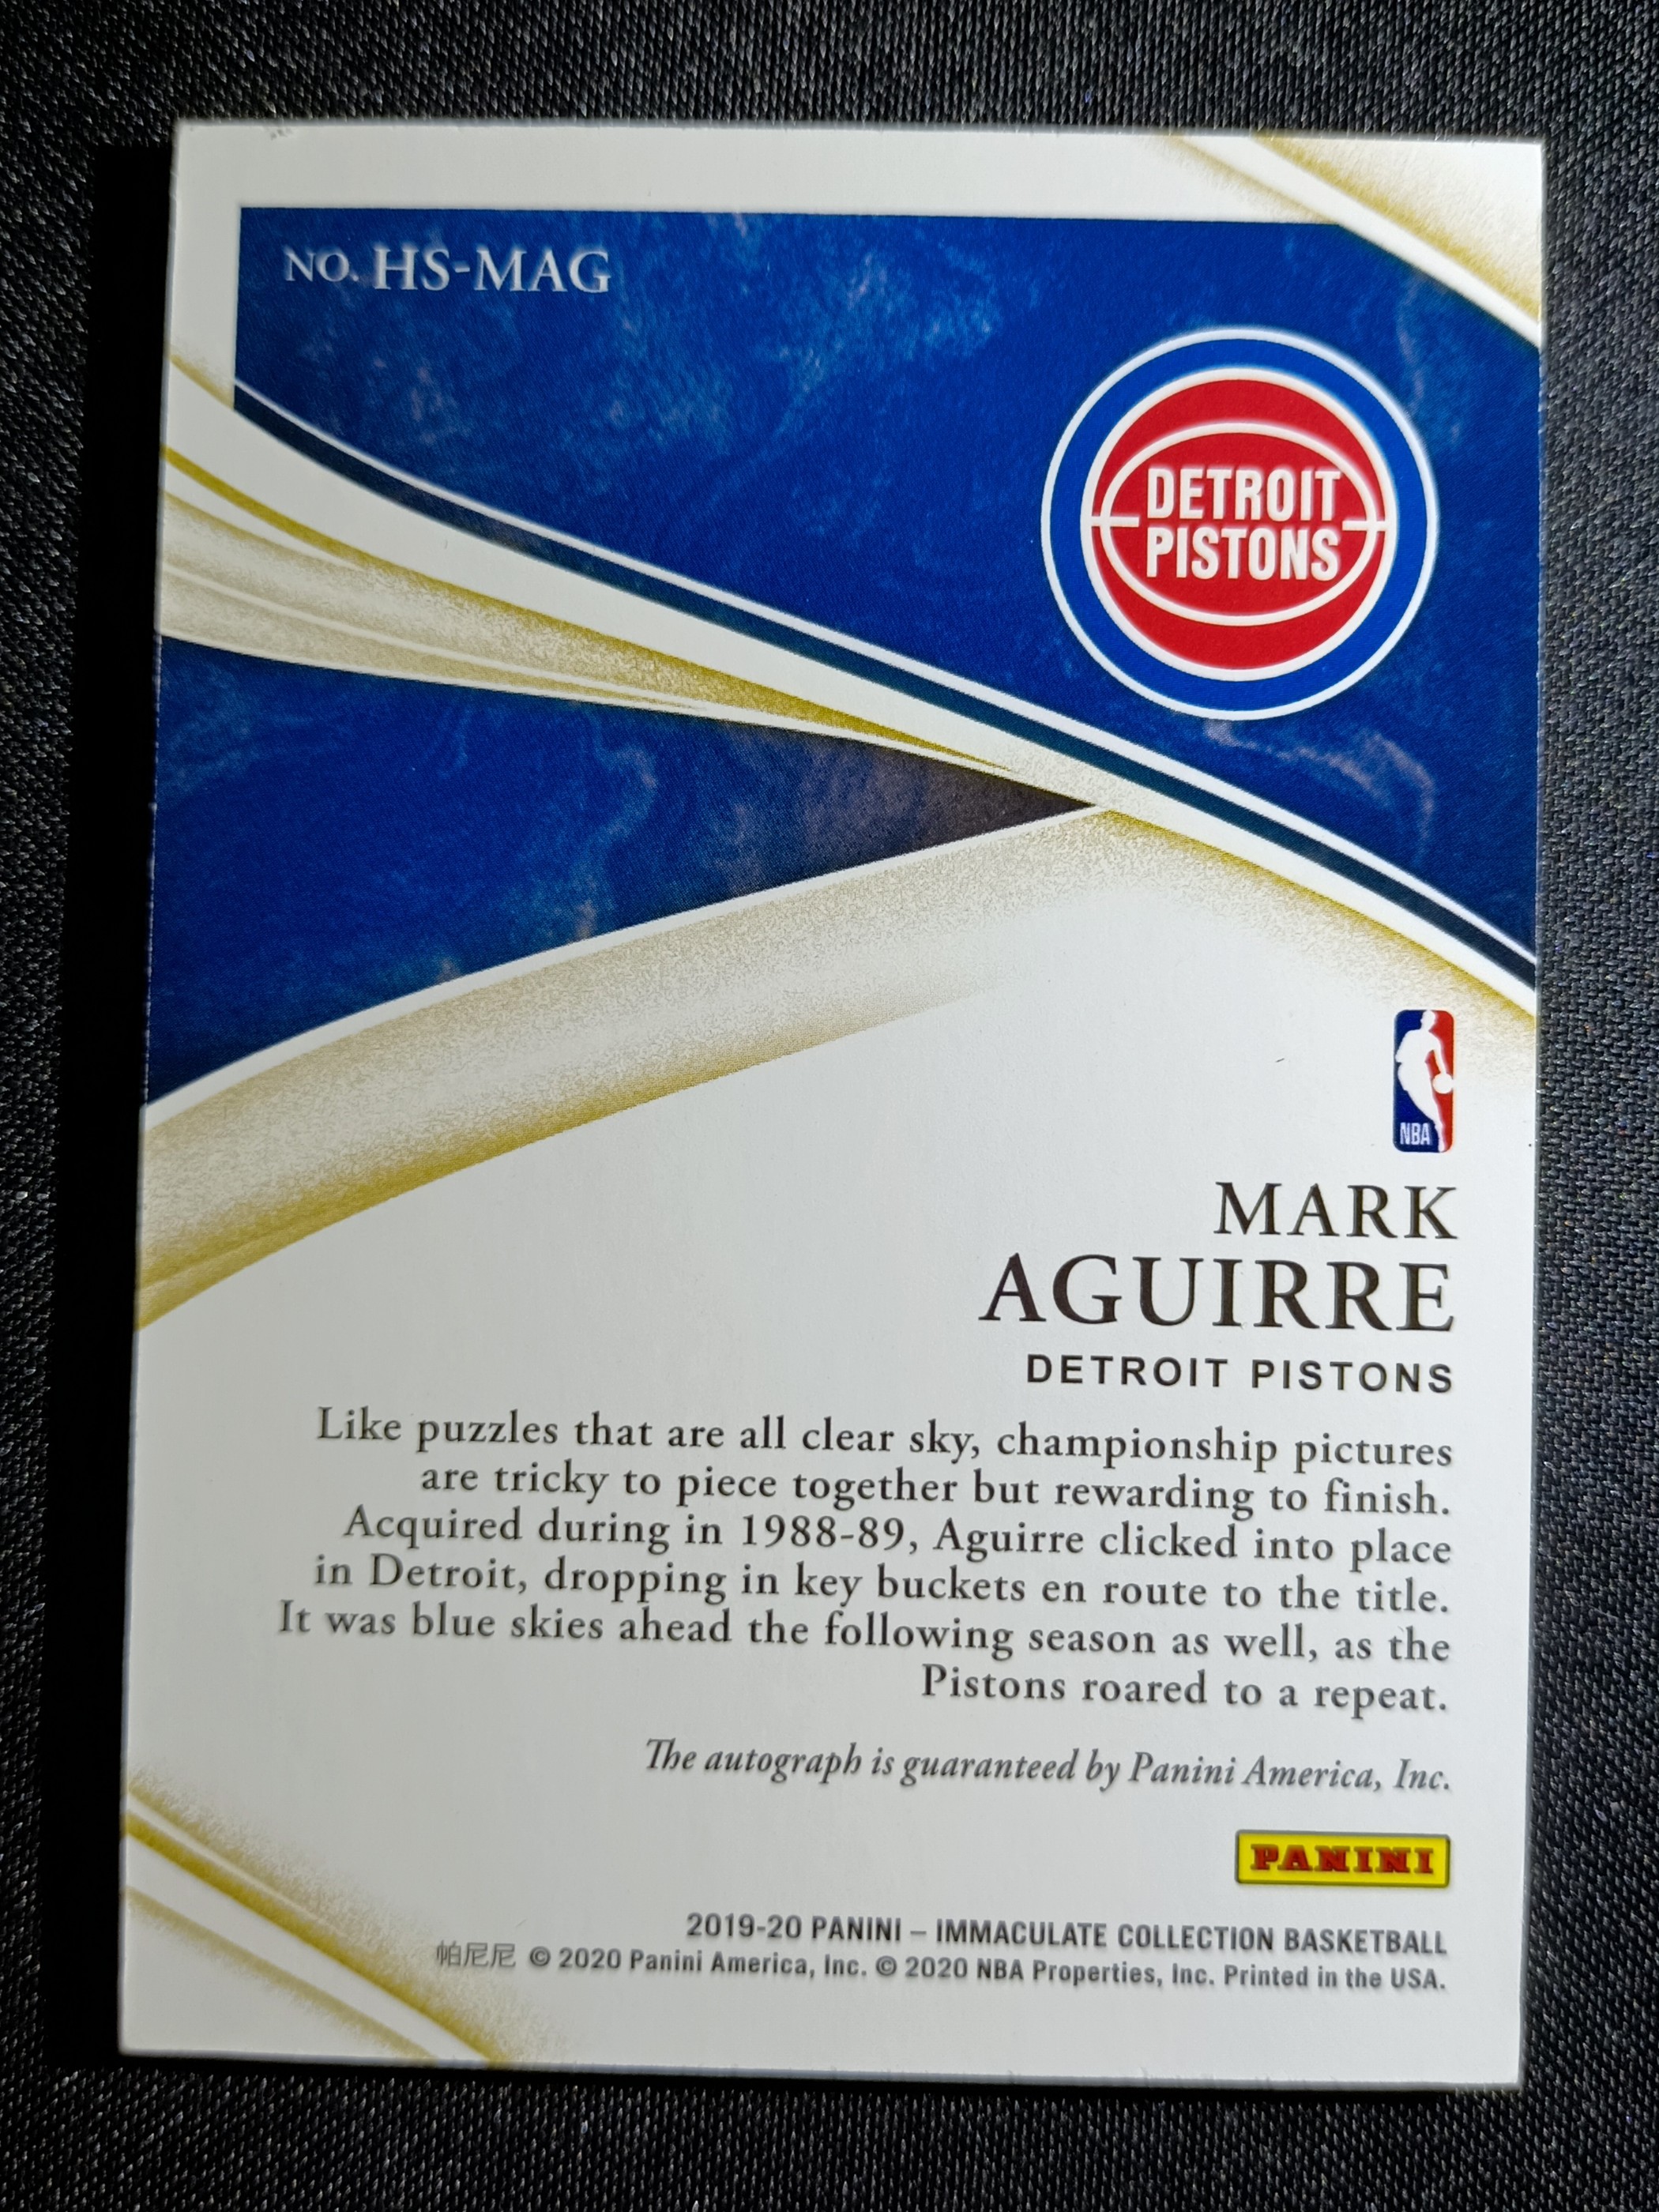 NO. HS-MAG
DETROIT
PISTONS
NBA
MARK
AGUIRRE
DETROIT PISTONS
Like puzzles that are all clear sky, championship pictures
are tricky to piece together but rewarding to finish.
Acquired during in 1988-89, Aguirre clicked into place
in Detroit, dropping in key buckets en route to the title.
It was blue skies ahead the following season as well, as the
Pistons roared to a repeat.
The autograph is guaranteed by Panini America, Inc.
PANINI
2019-20 PANINI – IMMACULATE COLLECTION BASKETBALL
帕尼尼 © 2020 Panini America, Inc. © 2020 NBA Properties, Inc. Printed in the USA.